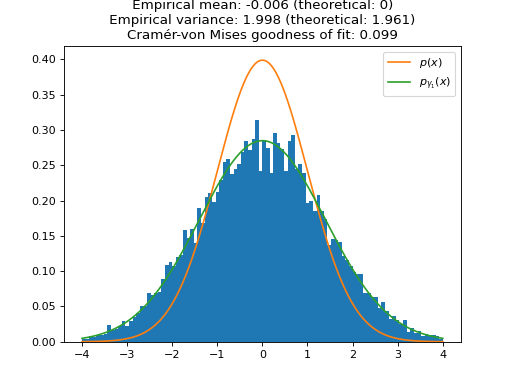 Empirical mean: -0.006 (theoretical: 0)
Empirical variance: 1.998 (theoretical: 1.961)
Cramér-von Mises goodness of fit: 0.099
p(x)
p_{γ_1}(x)
0.40
0.35
0.30
0.25
0.20
0.15
0.10
0.05
0.00
−4 −3 −2 −1 0 1 2 3 4